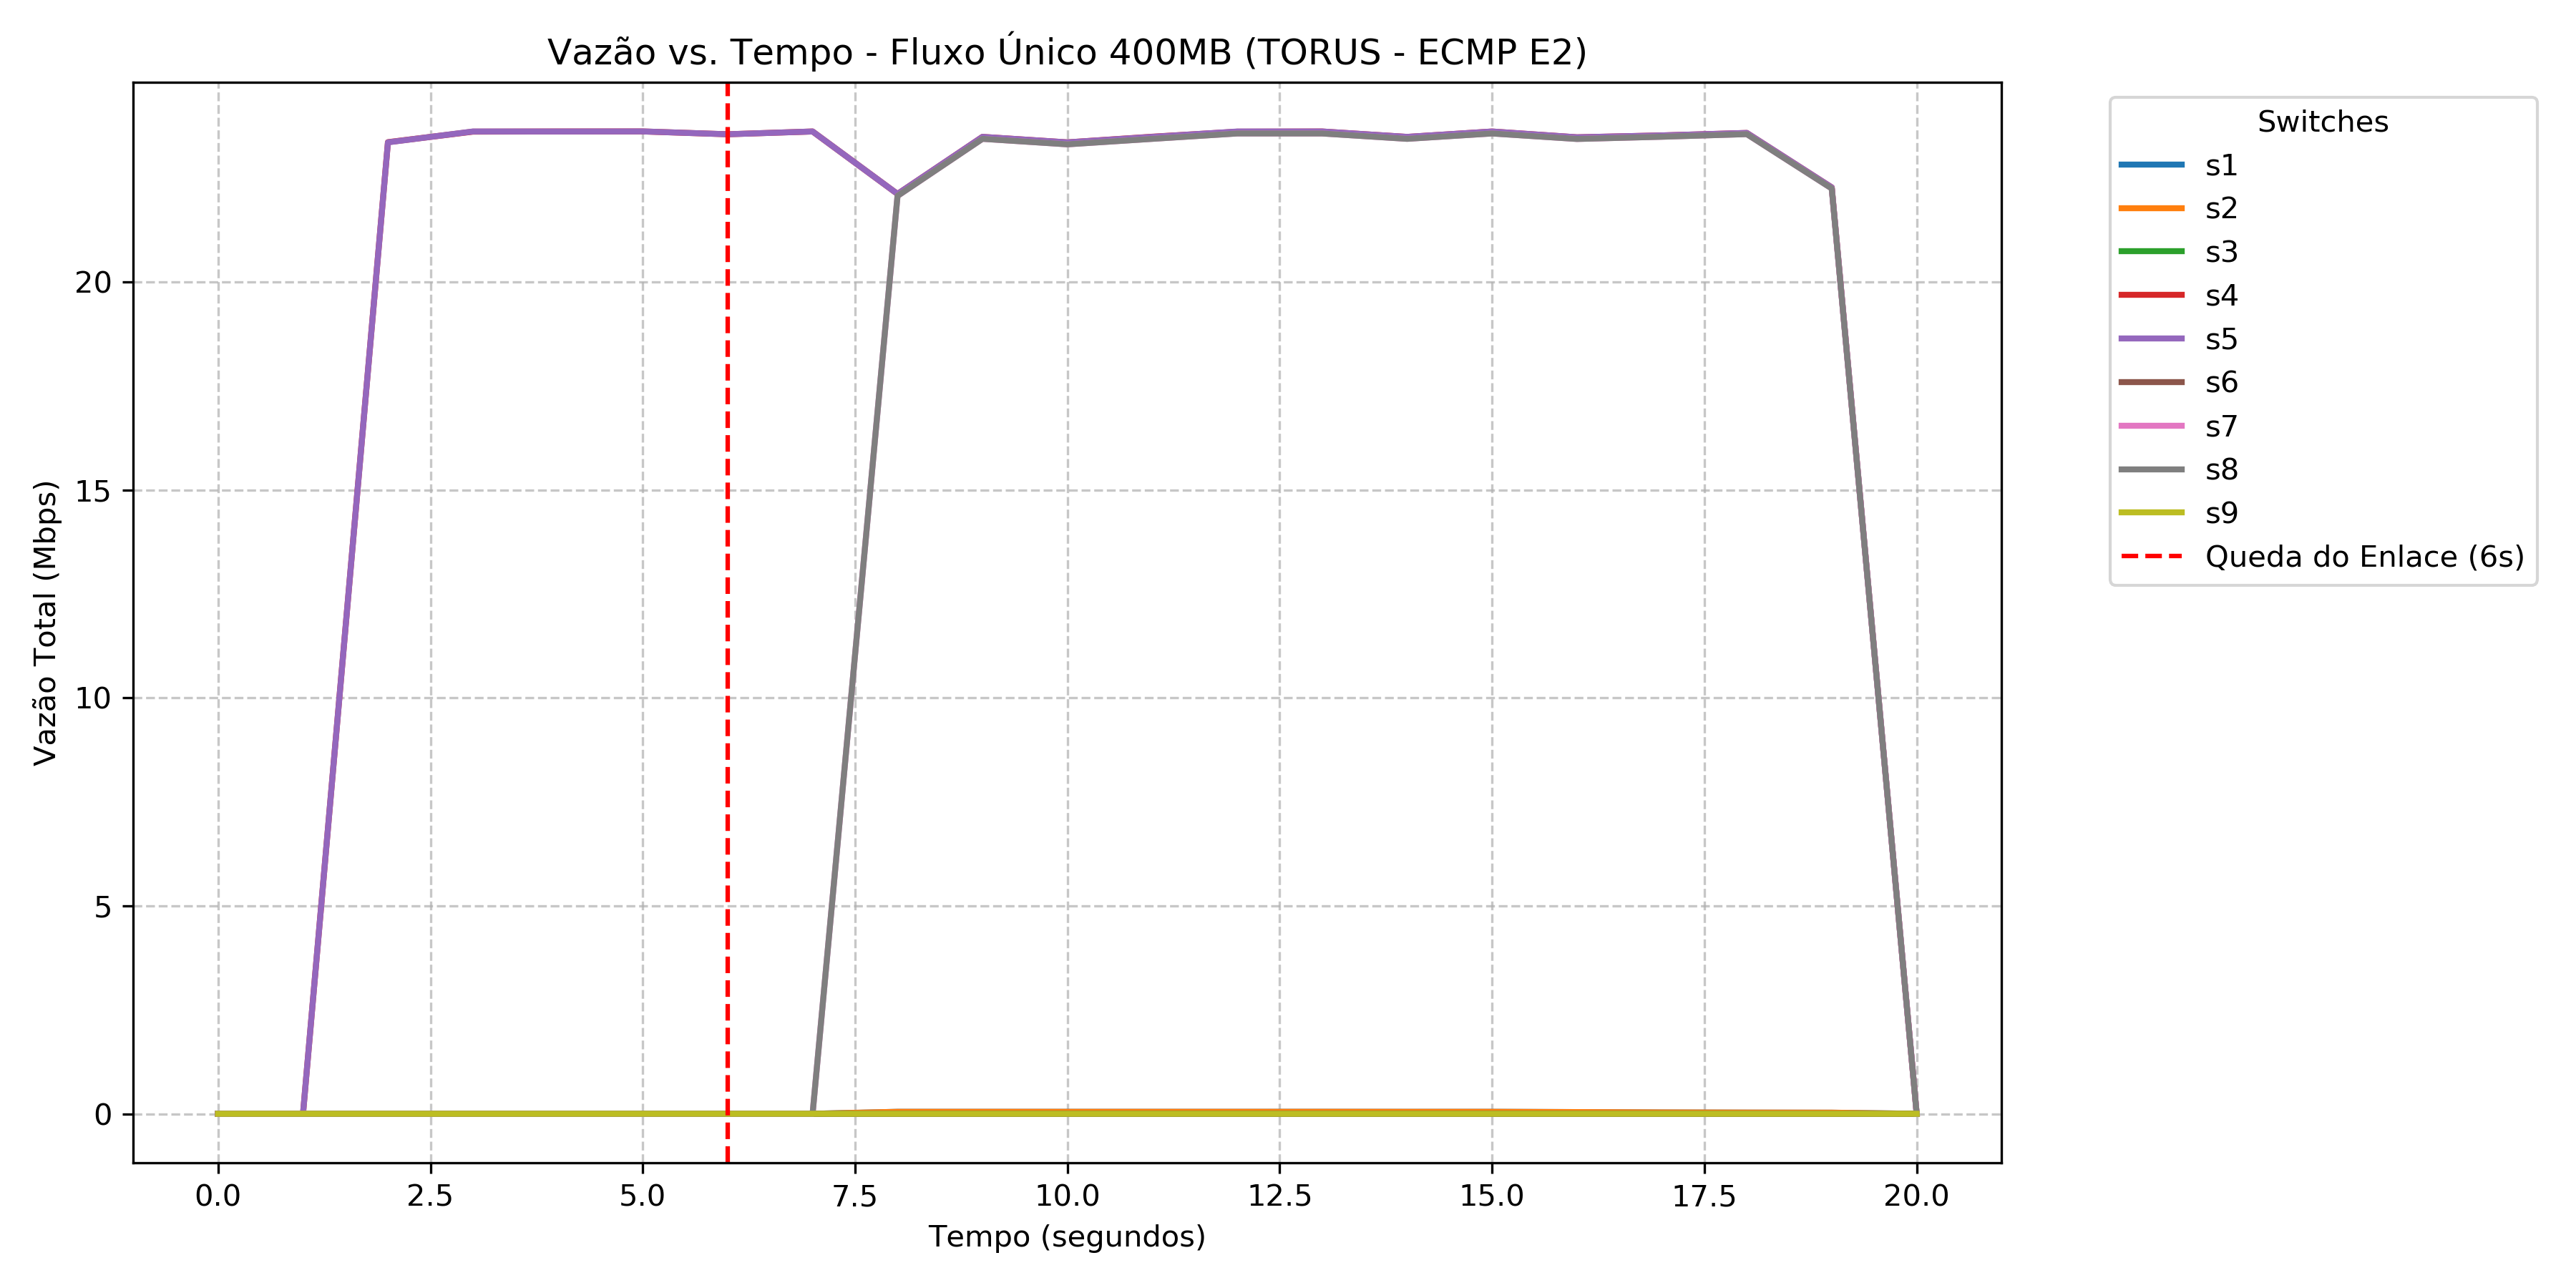 Vazão vs. Tempo - Fluxo Único 400MB (TORUS - ECMP E2)
Vazão Total (Mbps)
20
15
10
5
0
0.0 2.5 5.0 7.5 10.0 12.5 15.0 17.5 20.0
Tempo (segundos)
Switches
s1
s2
s3
s4
s5
s6
s7
s8
s9
Queda do Enlace (6s)